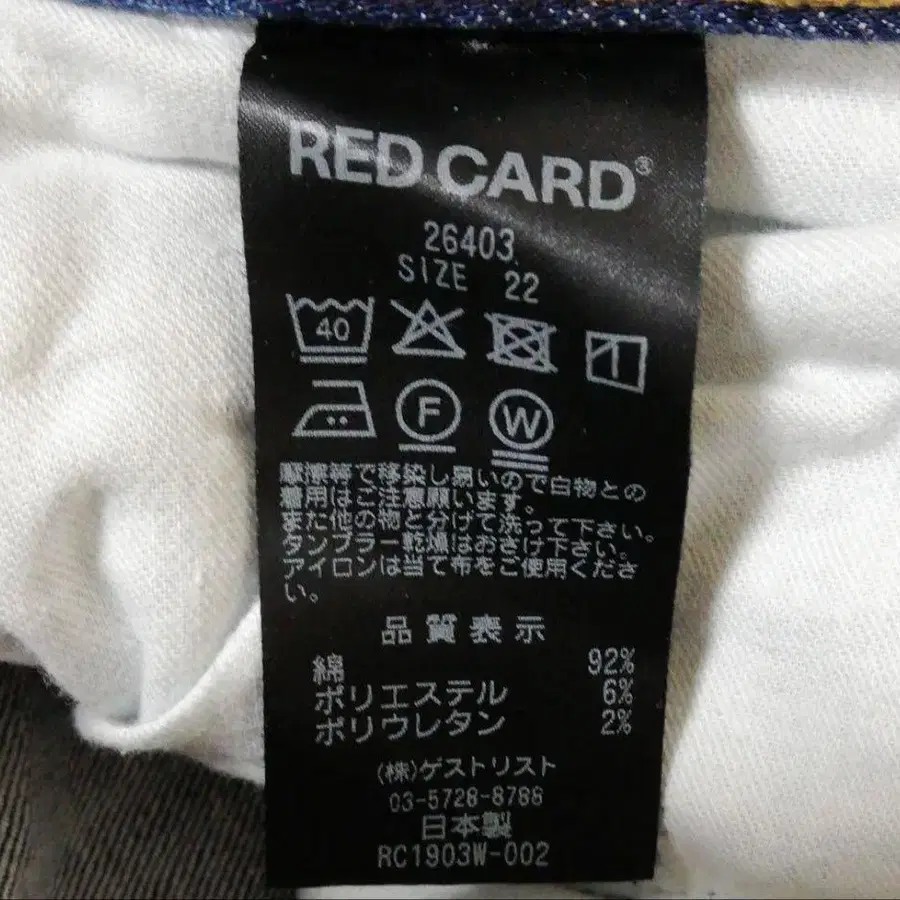 RED CARD®
26403
SIZE 22
40
F W
摩擦等で移染し易いので白物との
着用はご注意願います。
また他の物と分けて洗って下さい。
タンブラー乾燥はおさけ下さい。
アイロンは当て布をご使用くださ
い。
品質表示
綿 92%
ポリエステル 6%
ポリウレタン 2%
(株)ゲストリスト
03-5728-8788
日本製
RC1903W-002